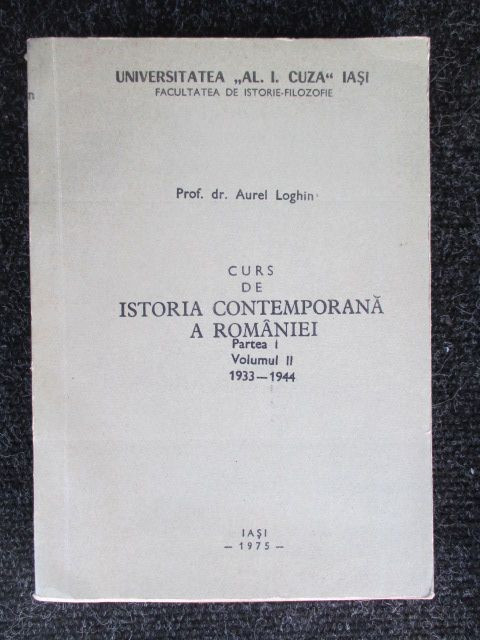 UNIVERSITATEA „AL. I. CUZA“ IAȘI
FACULTATEA DE ISTORIE-FILOZOFIE
n
Prof. dr. Aurel Loghin
CURS
DE
ISTORIA CONTEMPORANĂ
A ROMÂNIEI
Partea I
Volumul II
1933—1944
IAȘI
— 1975 —